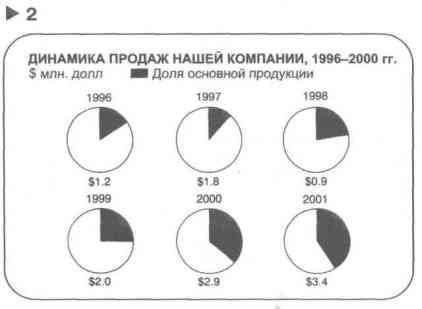 ▶ 2
ДИНАМИКА ПРОДАЖ НАШЕЙ КОМПАНИИ, 1996–2000 гг.
$ млн. долл ■ Доля основной продукции
1996 1997 1998
$1.2 $1.8 $0.9
1999 2000 2001
$2.0 $2.9 $3.4